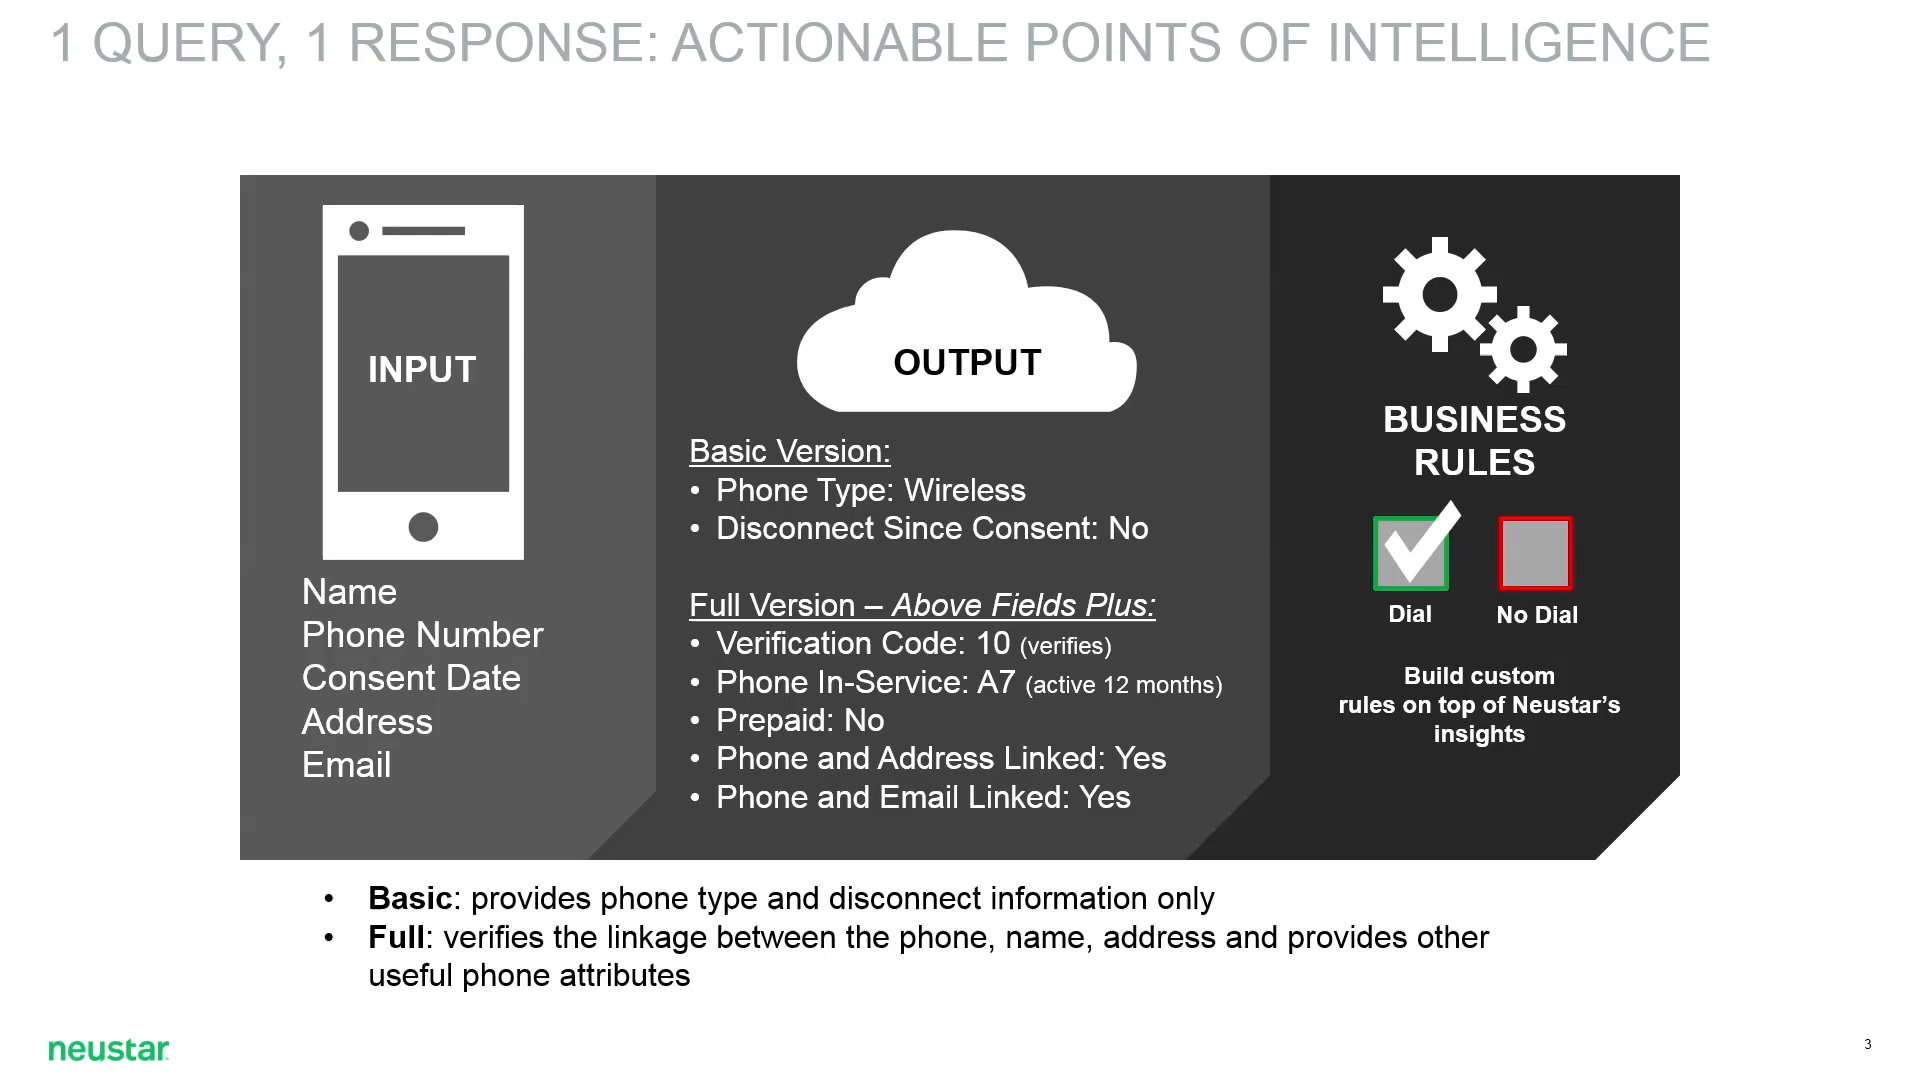 1 QUERY, 1 RESPONSE: ACTIONABLE POINTS OF INTELLIGENCE
INPUT
Name
Phone Number
Consent Date
Address
Email
OUTPUT
Basic Version:
• Phone Type: Wireless
• Disconnect Since Consent: No
Full Version – Above Fields Plus:
• Verification Code: 10 (verifies)
• Phone In-Service: A7 (active 12 months)
• Prepaid: No
• Phone and Address Linked: Yes
• Phone and Email Linked: Yes
BUSINESS
RULES
Dial
No Dial
Build custom
rules on top of Neustar’s
insights
• Basic: provides phone type and disconnect information only
• Full: verifies the linkage between the phone, name, address and provides other
useful phone attributes
neustar
3